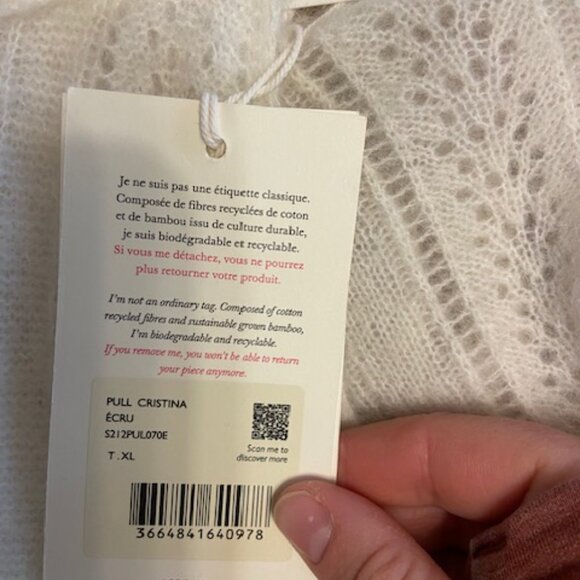 Je ne suis pas une étiquette classique.
Composée de fibres recyclées de coton
et de bambou issu de culture durable,
je suis biodégradable et recyclable.
Si vous me détachez, vous ne pourrez
plus retourner votre produit.
I'm not an ordinary tag. Composed of cotton
recycled fibres and sustainable grown bamboo,
I'm biodegradable and recyclable.
If you remove me, you won't be able to return
your piece anymore.
PULL CRISTINA
ÉCRU
S212PUL070E
T.XL
Scan me to
discover more
3664841640978